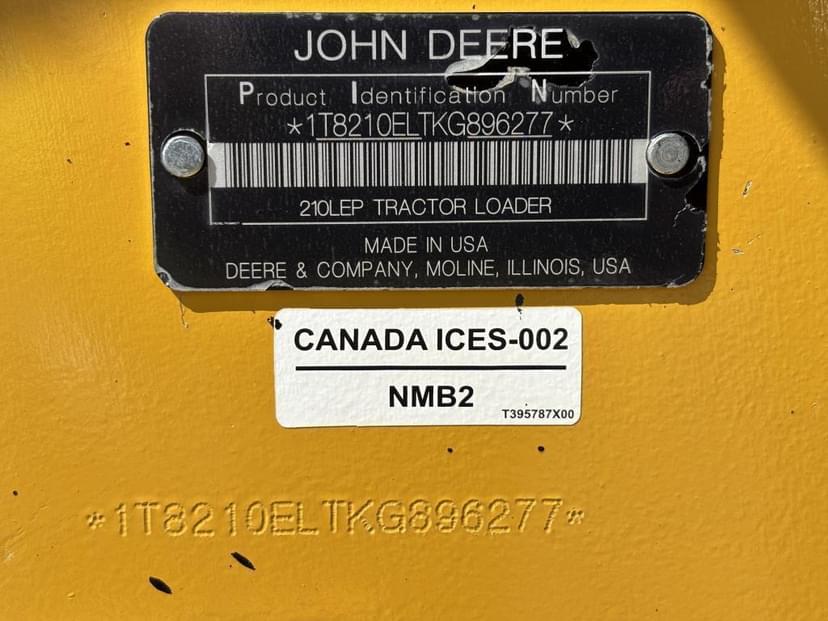 JOHN DEERE
Product Identification Number
*1T8210ELTKG896277*
210LEP TRACTOR LOADER
MADE IN USA
DEERE & COMPANY, MOLINE, ILLINOIS, USA
CANADA ICES-002
NMB2
T395787X00
*1T8210ELTKG896277*